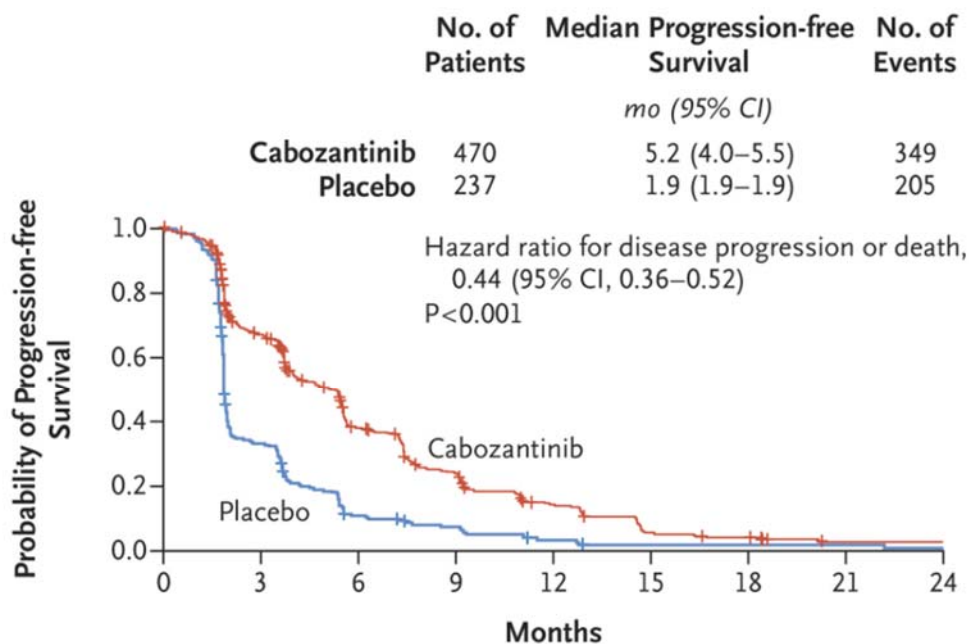 No. of Patients Median Progression-free Survival No. of Events
mo (95% CI)
Cabozantinib 470 5.2 (4.0–5.5) 349
Placebo 237 1.9 (1.9–1.9) 205
Hazard ratio for disease progression or death,
0.44 (95% CI, 0.36–0.52)
P<0.001
Probability of Progression-free
Survival
1.0
0.8
0.6
0.4
0.2
0.0
Cabozantinib
Placebo
0 3 6 9 12 15 18 21 24
Months